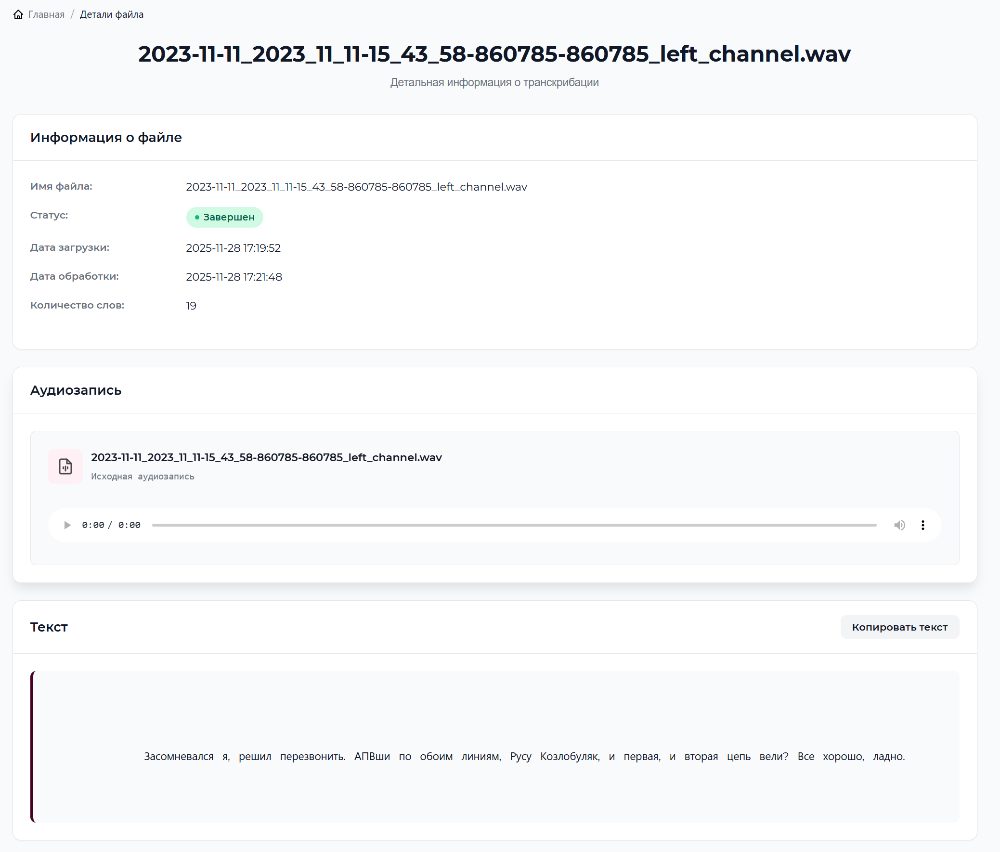 Главная / Детали файла
2023-11-11_2023_11_11-15_43_58-860785-860785_left_channel.wav
Детальная информация о транскрибации
Информация о файле
Имя файла: 2023-11-11_2023_11_11-15_43_58-860785-860785_left_channel.wav
Статус: Завершен
Дата загрузки: 2025-11-28 17:19:52
Дата обработки: 2025-11-28 17:21:48
Количество слов: 19
Аудиозапись
2023-11-11_2023_11_11-15_43_58-860785-860785_left_channel.wav
Исходная аудиозапись
0:00 / 0:00
Текст
Копировать текст
Засомневался я, решил перезвонить. АПВши по обоим линиям, Русу Козлобуляк, и первая, и вторая цепь вели? Все хорошо, ладно.